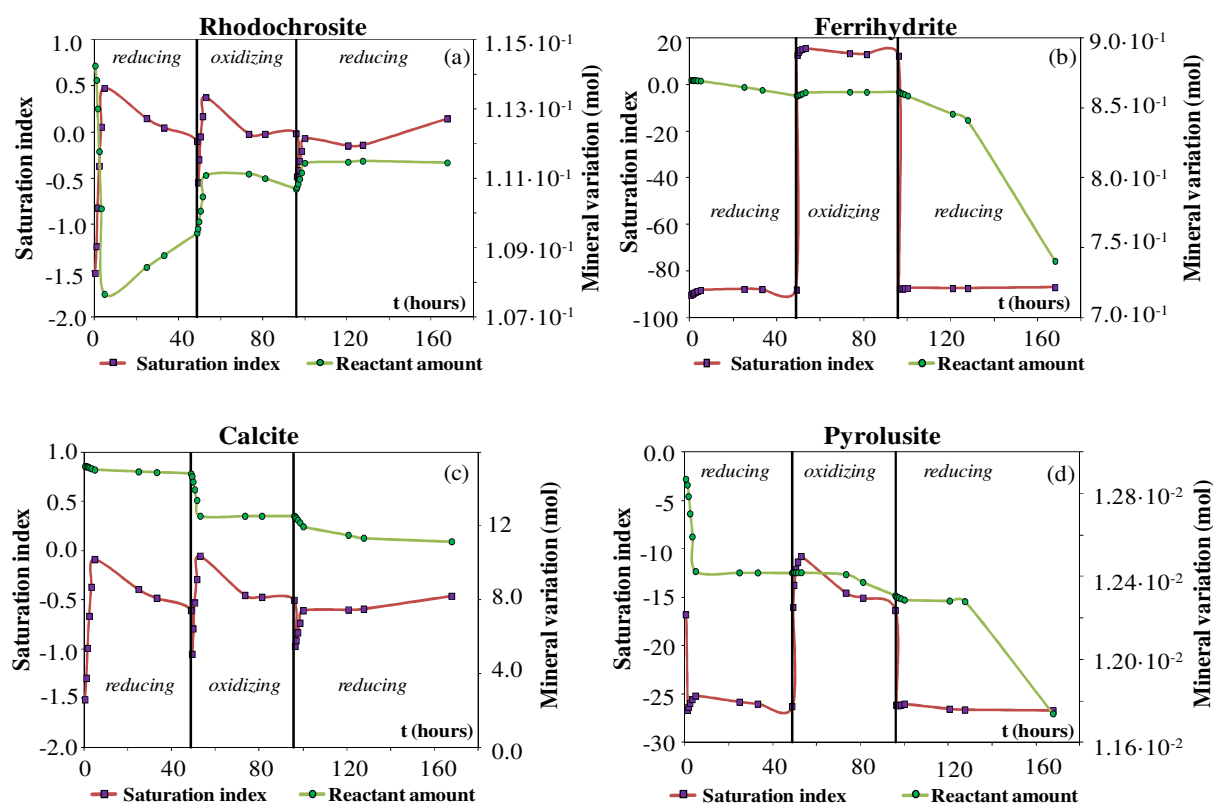 Rhodochrosite
1.0
0.5
0.0
-0.5
-1.0
-1.5
-2.0
Saturation index
reducing
oxidizing
reducing
(a)
1.15·10⁻¹
1.13·10⁻¹
1.11·10⁻¹
1.09·10⁻¹
1.07·10⁻¹
Mineral variation (mol)
t (hours)
0 40 80 120 160
Saturation index Reactant amount
Ferrihydrite
20
0.0
-20
-40
-60
-80
-100
Saturation index
reducing
oxidizing
reducing
(b)
9.0·10⁻¹
8.6·10⁻¹
8.2·10⁻¹
7.8·10⁻¹
7.4·10⁻¹
7.0·10⁻¹
Mineral variation (mol)
t (hours)
0 40 80 120 160
Saturation index Reactant amount
Calcite
1.0
0.5
0.0
-0.5
-1.0
-1.5
-2.0
Saturation index
reducing
oxidizing
reducing
(c)
12
8.0
4.0
0.0
Mineral variation (mol)
t (hours)
0 40 80 120 160
Saturation index Reactant amount
Pyrolusite
0.0
-5
-10
-15
-20
-25
-30
Saturation index
reducing
oxidizing
reducing
(d)
1.28·10⁻²
1.24·10⁻²
1.20·10⁻²
1.16·10⁻²
Mineral variation (mol)
t (hours)
0 40 80 120 160
Saturation index Reactant amount